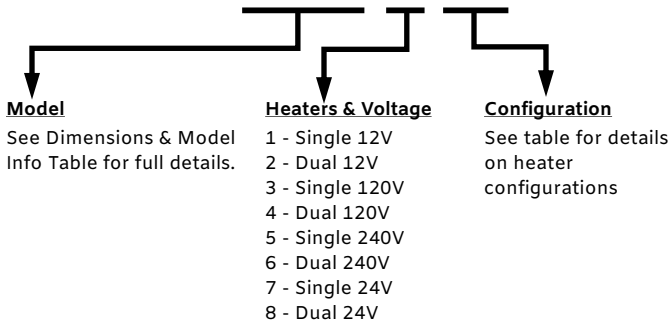 Model
See Dimensions & Model
Info Table for full details.
Heaters & Voltage
1 - Single 12V
2 - Dual 12V
3 - Single 120V
4 - Dual 120V
5 - Single 240V
6 - Dual 240V
7 - Single 24V
8 - Dual 24V
Configuration
See table for details
on heater
configurations